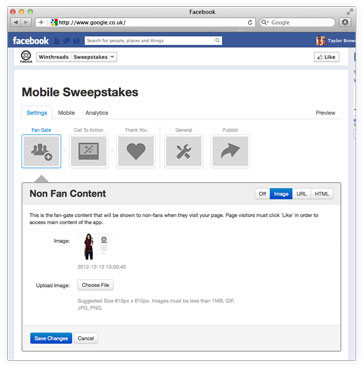 Facebook
http://www.google.co.uk/
Google
facebook
Search for people, places and things
Taylor Brow
Winthreads
Sweepstakes
Like
Mobile Sweepstakes
Settings
Mobile
Analytics
Preview
Fan Gate
Call To Action
Thank You
General
Publish
Non Fan Content
Off
Image
URL
HTML
This is the fan-gate content that will be shown to non-fans when they visit your page. Page visitors must click 'Like' in order to
access main content of the app.
Image:
2012-12-12 13:00:40
Upload Image:
Choose File
Suggested Size 810px x 810px. Images must be less than 1MB. GIF,
JPG, PNG.
Save Changes
Cancel